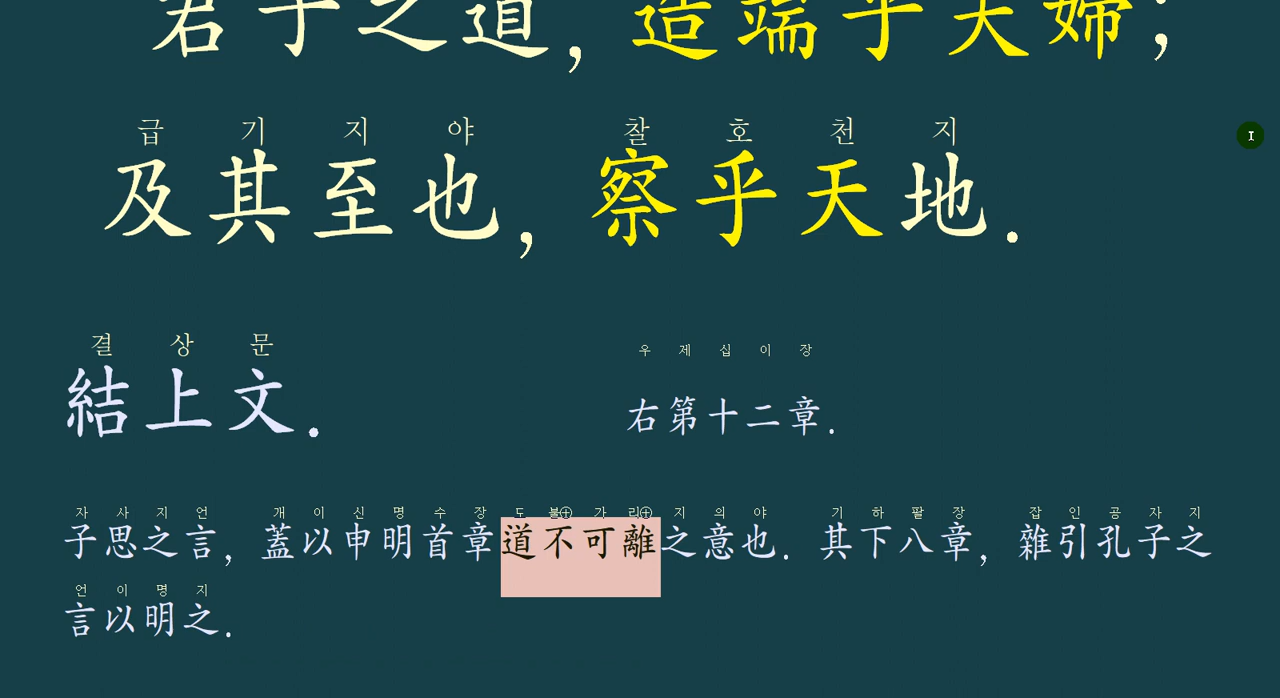 君子之道, 造端乎夫婦;
급 기 지 야 찰 호 천 지
及其至也, 察乎天地.
결 상 문
結上文.
우 제 십 이 장
右第十二章.
자 사 지 언 개 이 신 명 수 장 도 불⊕ 가 리⊕ 지 의 야 기 하 팔 장 잡 인 공 자 지
子思之言, 蓋以申明首章道不可離之意也. 其下八章, 雜引孔子之
언 이 명 지
言以明之.